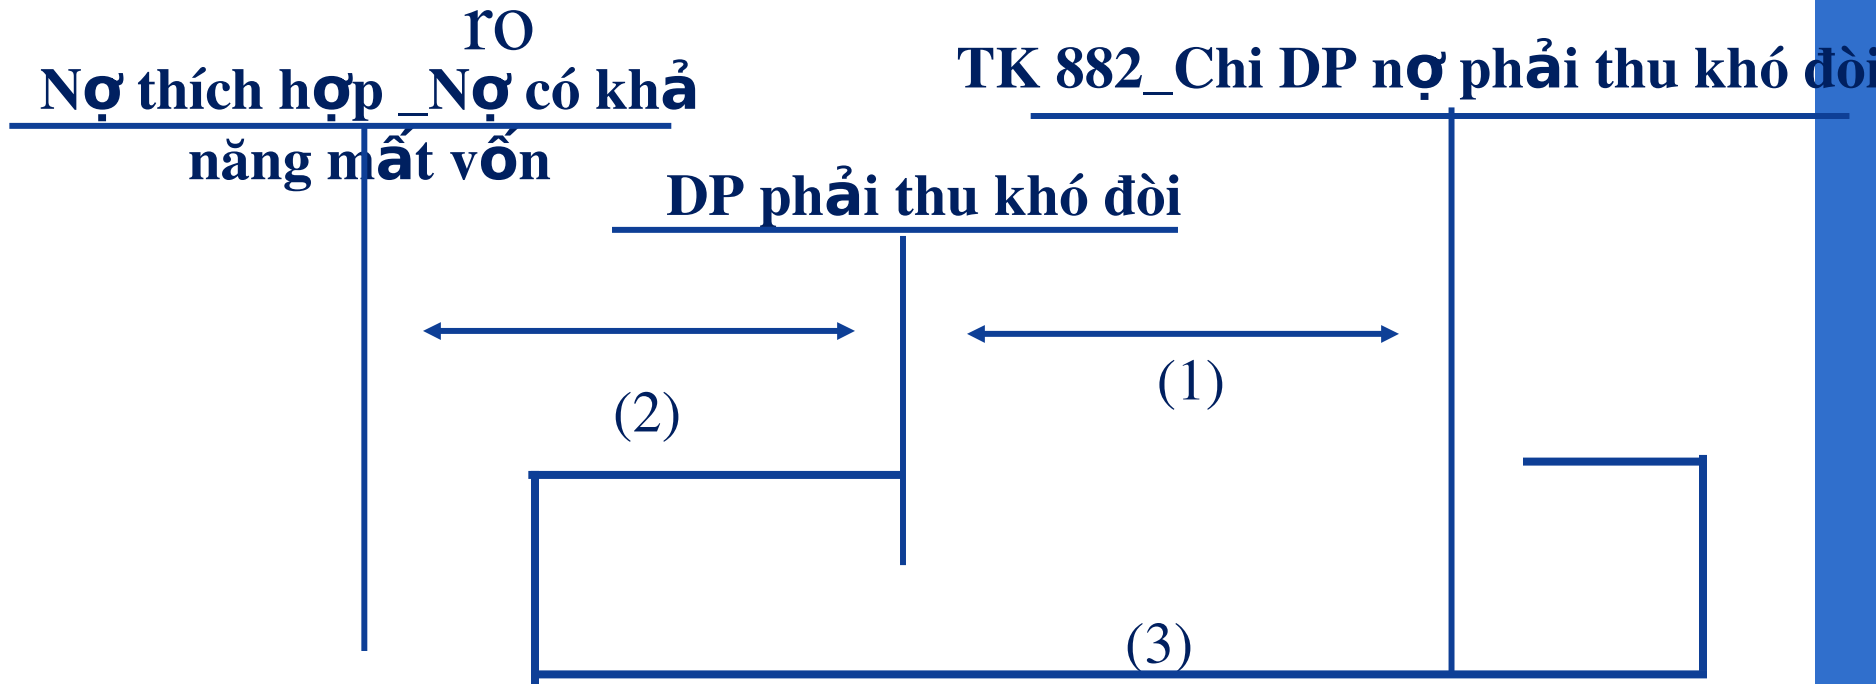 ro
Nợ thích hợp _Nợ có khả
năng mất vốn
TK 882_Chi DP nợ phải thu khó đòi
DP phải thu khó đòi
(1)
(2)
(3)